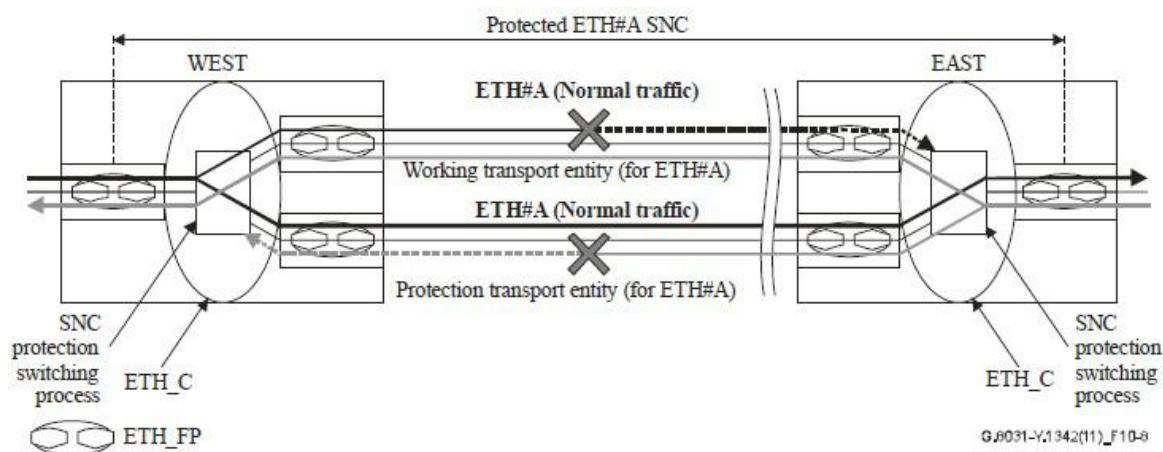 Protected ETH#A SNC
WEST
EAST
ETH#A (Normal traffic)
Working transport entity (for ETH#A)
ETH#A (Normal traffic)
Protection transport entity (for ETH#A)
SNC
protection
switching
process
ETH_C
ETH_C
SNC
protection
switching
process
ETH_FP
G.8031-Y.1342(11)_F10-8